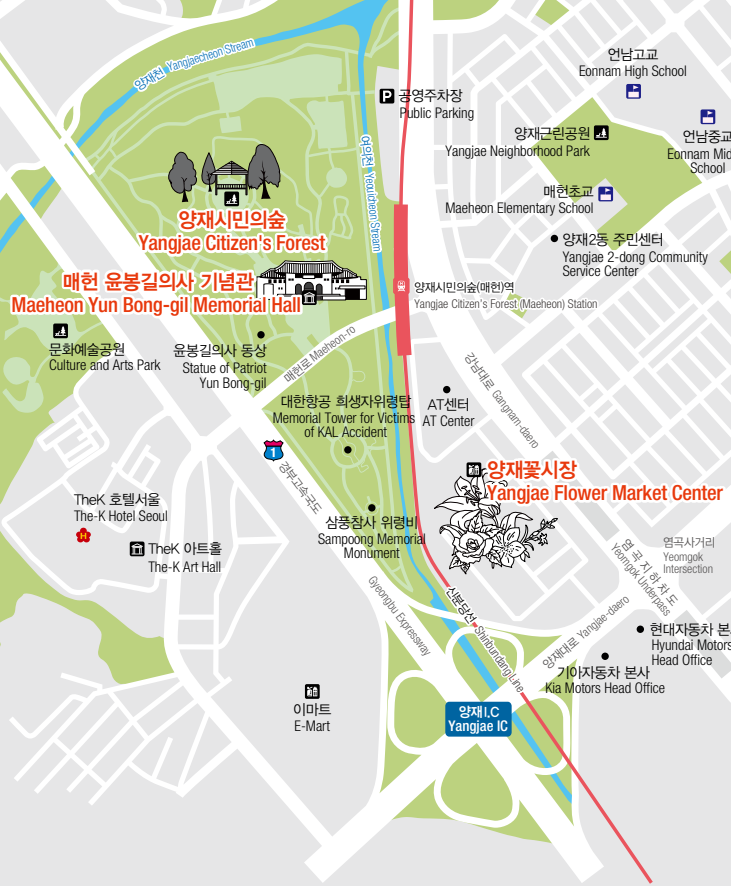 양재천 Yangjaecheon Stream
언남고교
Eonnam High School
P 공영주차장
Public Parking
양재근린공원
Yangjae Neighborhood Park
언남중교
Eonnam Mid
School
여의천 Yeouicheon Stream
매헌초교
Maeheon Elementary School
양재시민의숲
Yangjae Citizen's Forest
양재2동 주민센터
Yangjae 2-dong Community
Service Center
매헌 윤봉길의사 기념관
Maeheon Yun Bong-gil Memorial Hall
양재시민의숲(매헌)역
Yangjae Citizen's Forest (Maeheon) Station
문화예술공원
Culture and Arts Park
윤봉길의사 동상
Statue of Patriot
Yun Bong-gil
매헌로 Maeheon-ro
강남대로 Gangnam-daero
대한항공 희생자위령탑
Memorial Tower for Victims
of KAL Accident
AT센터
AT Center
1
경부고속국도
Gyeongbu Expressway
양재꽃시장
Yangjae Flower Market Center
TheK 호텔서울
The-K Hotel Seoul
H
삼풍참사 위령비
Sampoong Memorial
Monument
TheK 아트홀
The-K Art Hall
염곡사거리
Yeomgok
Intersection
염곡지하차도
Yeomgok Underpass
신분당선 Shinbundang Line
양재대로 Yangjae-daero
현대자동차 본
Hyundai Motors
Head Office
기아자동차 본사
Kia Motors Head Office
이마트
E-Mart
양재I.C
Yangjae IC